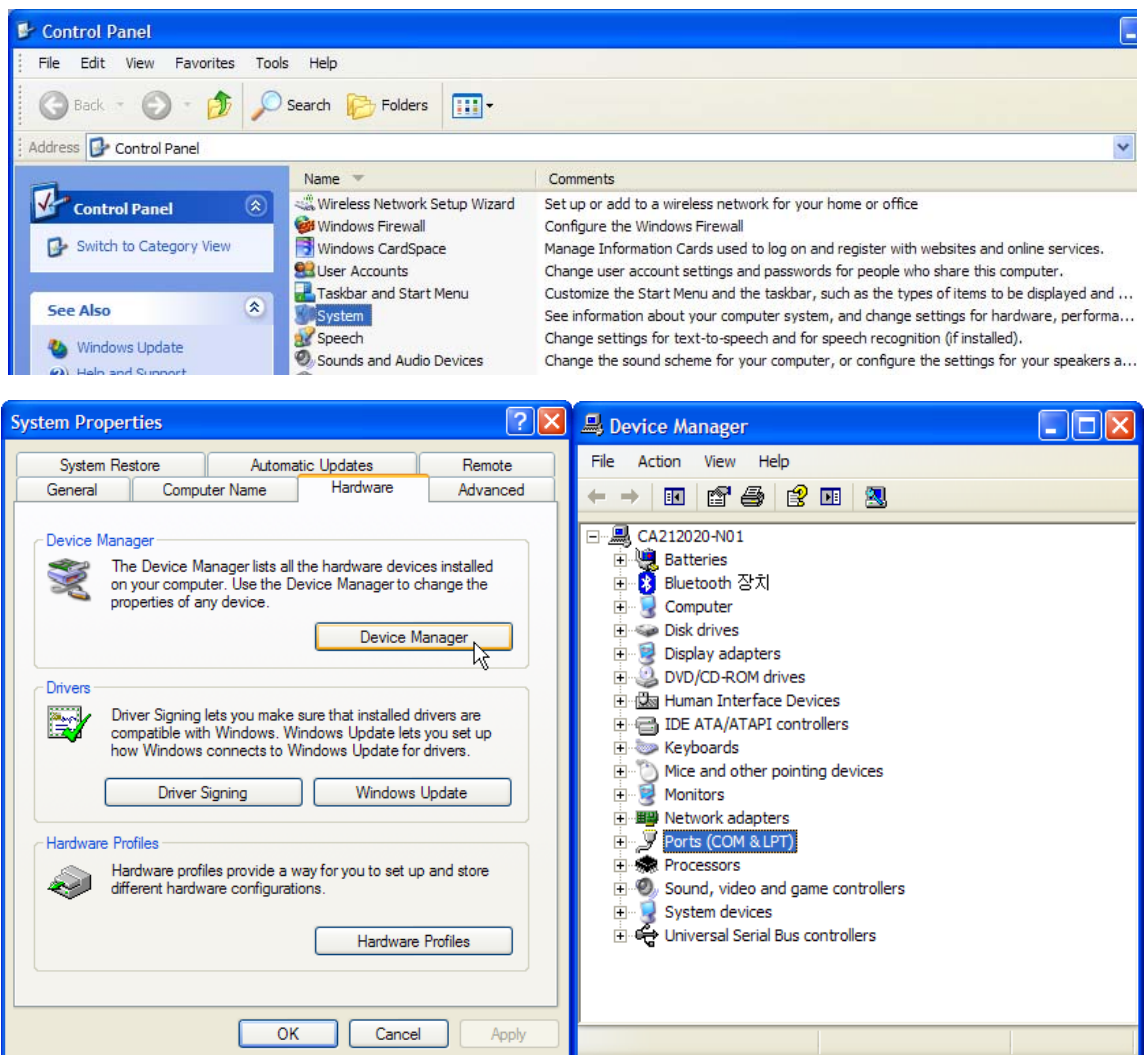 Control Panel
File Edit View Favorites Tools Help
Back Search Folders
Address Control Panel
Name Comments
Control Panel
Switch to Category View
See Also
Windows Update
Help and Support
Wireless Network Setup Wizard Set up or add to a wireless network for your home or office
Windows Firewall Configure the Windows Firewall
Windows CardSpace Manage Information Cards used to log on and register with websites and online services.
User Accounts Change user account settings and passwords for people who share this computer.
Taskbar and Start Menu Customize the Start Menu and the taskbar, such as the types of items to be displayed and ...
System See information about your computer system, and change settings for hardware, performa...
Speech Change settings for text-to-speech and for speech recognition (if installed).
Sounds and Audio Devices Change the sound scheme for your computer, or configure the settings for your speakers a...
System Properties
System Restore Automatic Updates Remote
General Computer Name Hardware Advanced
Device Manager
The Device Manager lists all the hardware devices installed
on your computer. Use the Device Manager to change the
properties of any device.
Device Manager
Drivers
Driver Signing lets you make sure that installed drivers are
compatible with Windows. Windows Update lets you set up
how Windows connects to Windows Update for drivers.
Driver Signing Windows Update
Hardware Profiles
Hardware profiles provide a way for you to set up and store
different hardware configurations.
Hardware Profiles
OK Cancel Apply
Device Manager
File Action View Help
CA212020-N01
Batteries
Bluetooth 장치
Computer
Disk drives
Display adapters
DVD/CD-ROM drives
Human Interface Devices
IDE ATA/ATAPI controllers
Keyboards
Mice and other pointing devices
Monitors
Network adapters
Ports (COM & LPT)
Processors
Sound, video and game controllers
System devices
Universal Serial Bus controllers